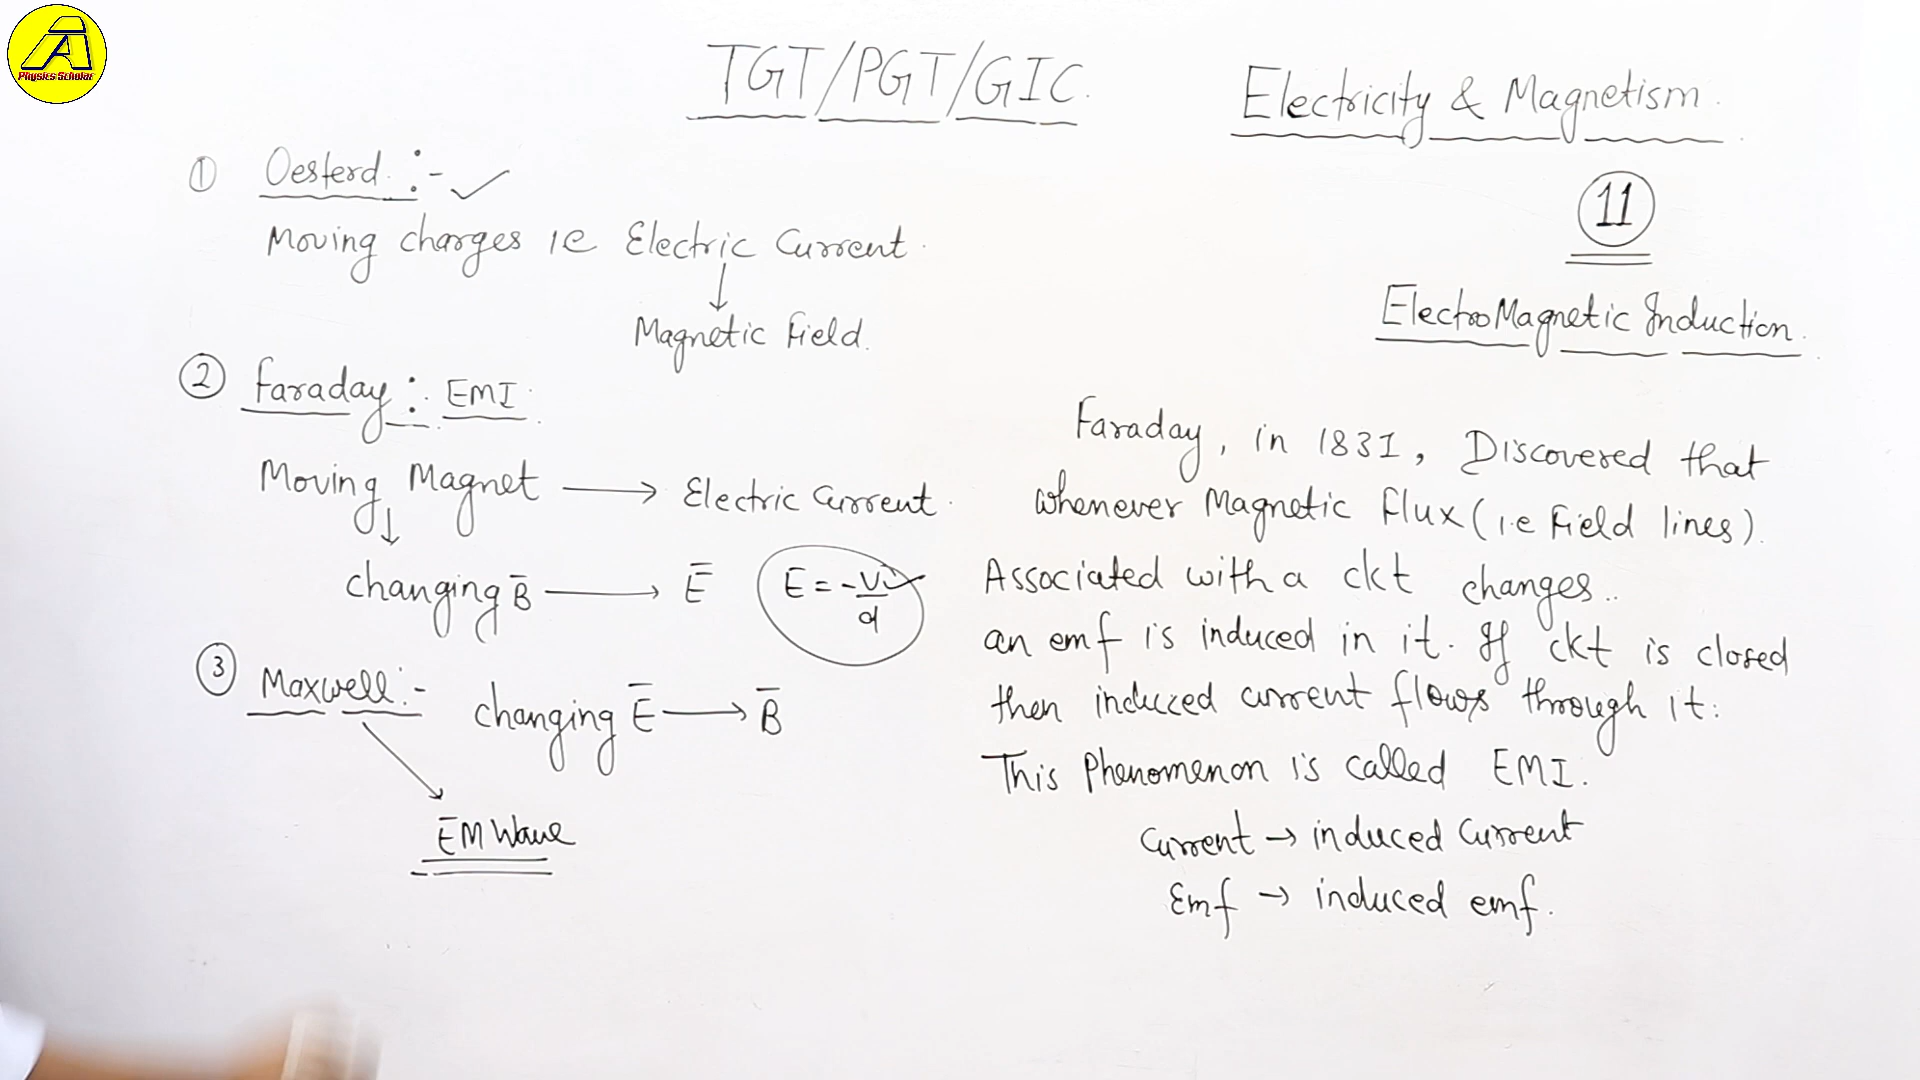 A
Physics Scholar
TGT/PGT/GIC.
Electricity & Magnetism.
11
ElectroMagnetic Induction.
① Oesterd :-
Moving charges ie Electric Current.
↓
Magnetic Field.
② Faraday : EMI.
Moving Magnet → Electric Current.
↓
changing B̄ → Ē E = -V/d
③ Maxwell :- changing Ē → B̄
EM Wave
Faraday, in 1831, Discovered that
whenever Magnetic Flux (i.e Field lines).
Associated with a ckt changes..
an emf is induced in it. If ckt is closed
then induced current flows through it:
This Phenomenon is called EMI.
Current → induced Current
Emf → induced emf.